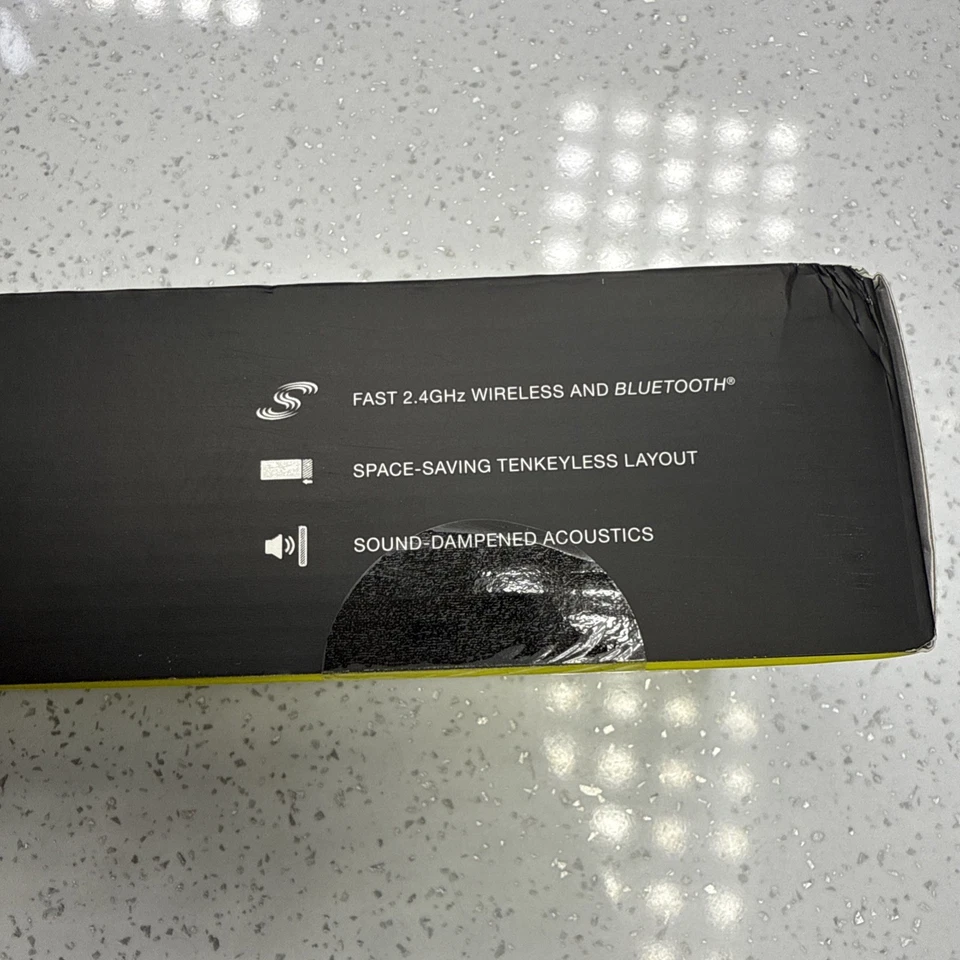 FAST 2.4GHz WIRELESS AND BLUETOOTH®
SPACE-SAVING TENKEYLESS LAYOUT
SOUND-DAMPENED ACOUSTICS